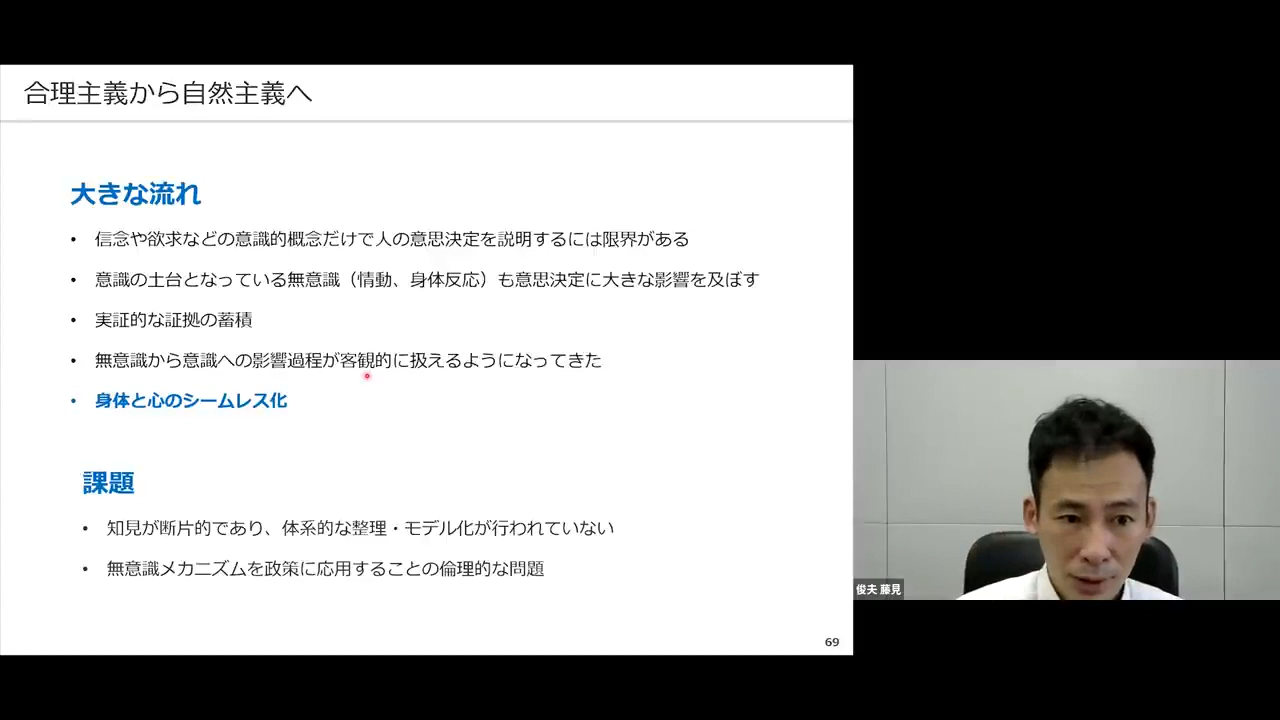 合理主義から自然主義へ
大きな流れ
• 信念や欲求などの意識的概念だけで人の意思決定を説明するには限界がある
• 意識の土台となっている無意識（情動、身体反応）も意思決定に大きな影響を及ぼす
• 実証的な証拠の蓄積
• 無意識から意識への影響過程が客観的に扱えるようになってきた
• 身体と心のシームレス化
課題
• 知見が断片的であり、体系的な整理・モデル化が行われていない
• 無意識メカニズムを政策に応用することの倫理的な問題
俊夫 藤見
69